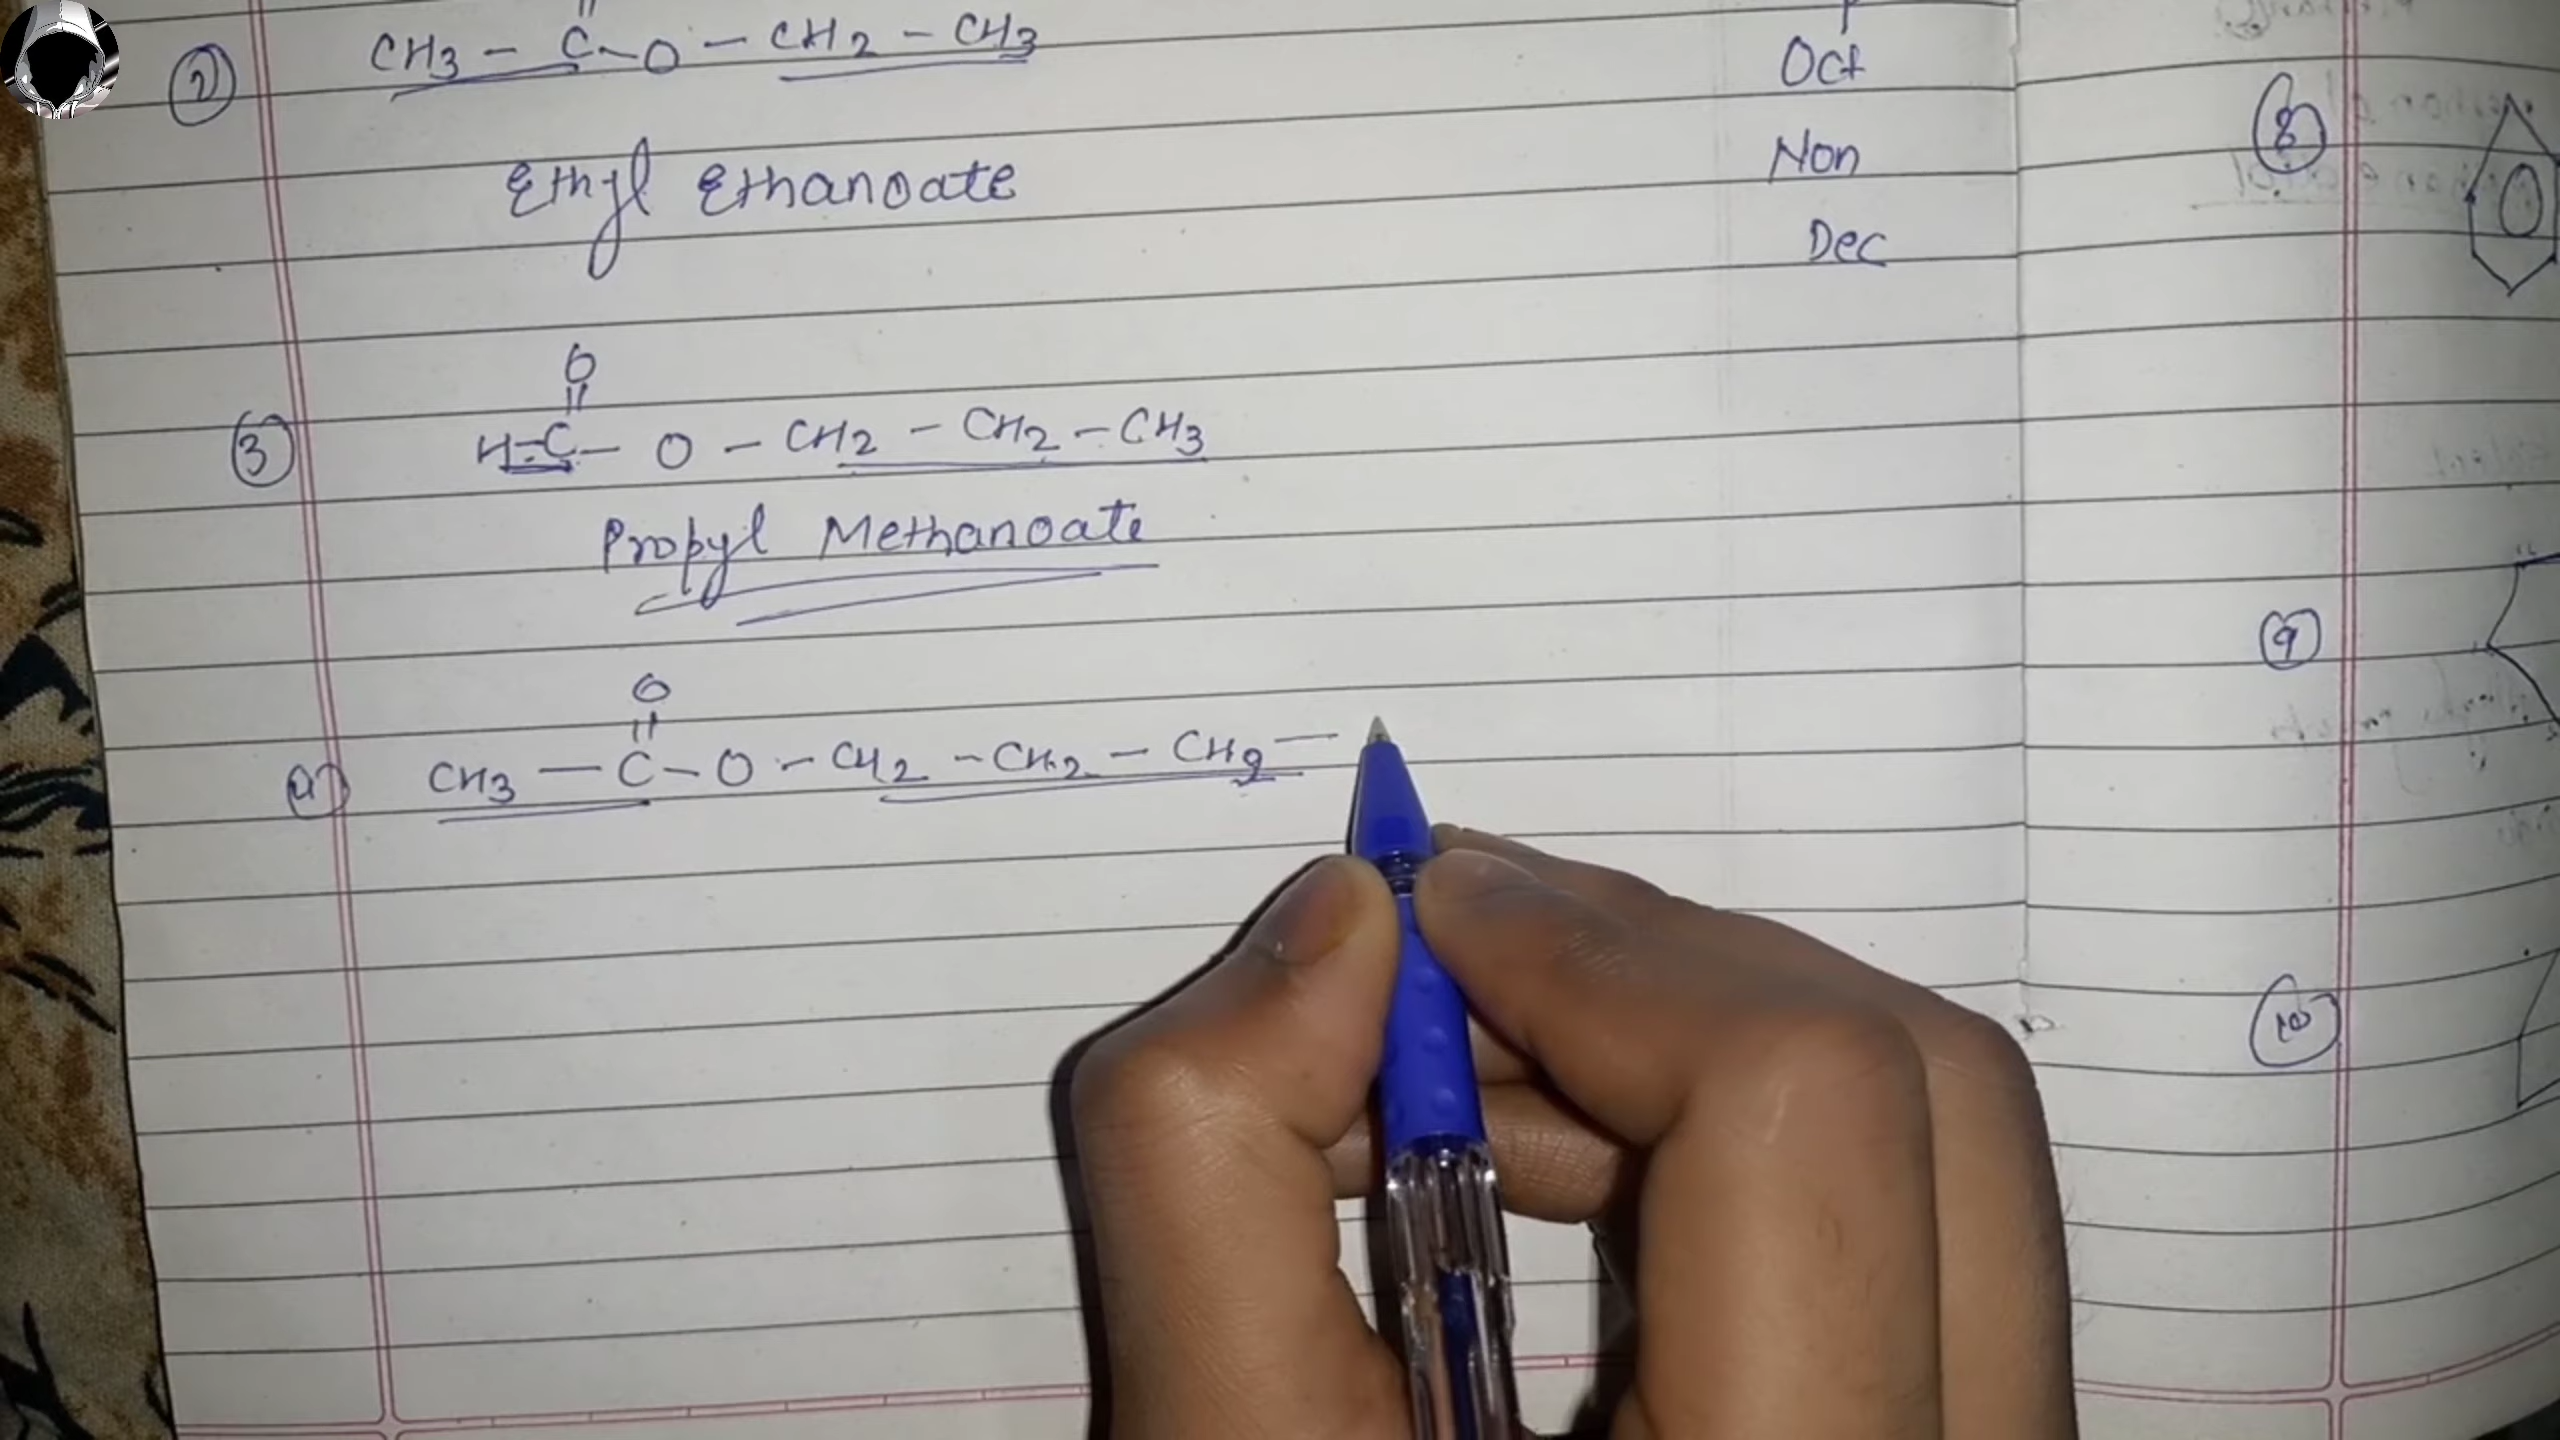 ② CH3 - C - O - CH2 - CH3
Ethyl Ethanoate
O
③ H - C - O - CH2 - CH2 - CH3
Propyl Methanoate
O
④ CH3 - C - O - CH2 - CH2 - CH2 -
Oct
Non
Dec
⑧
⑨
⑩